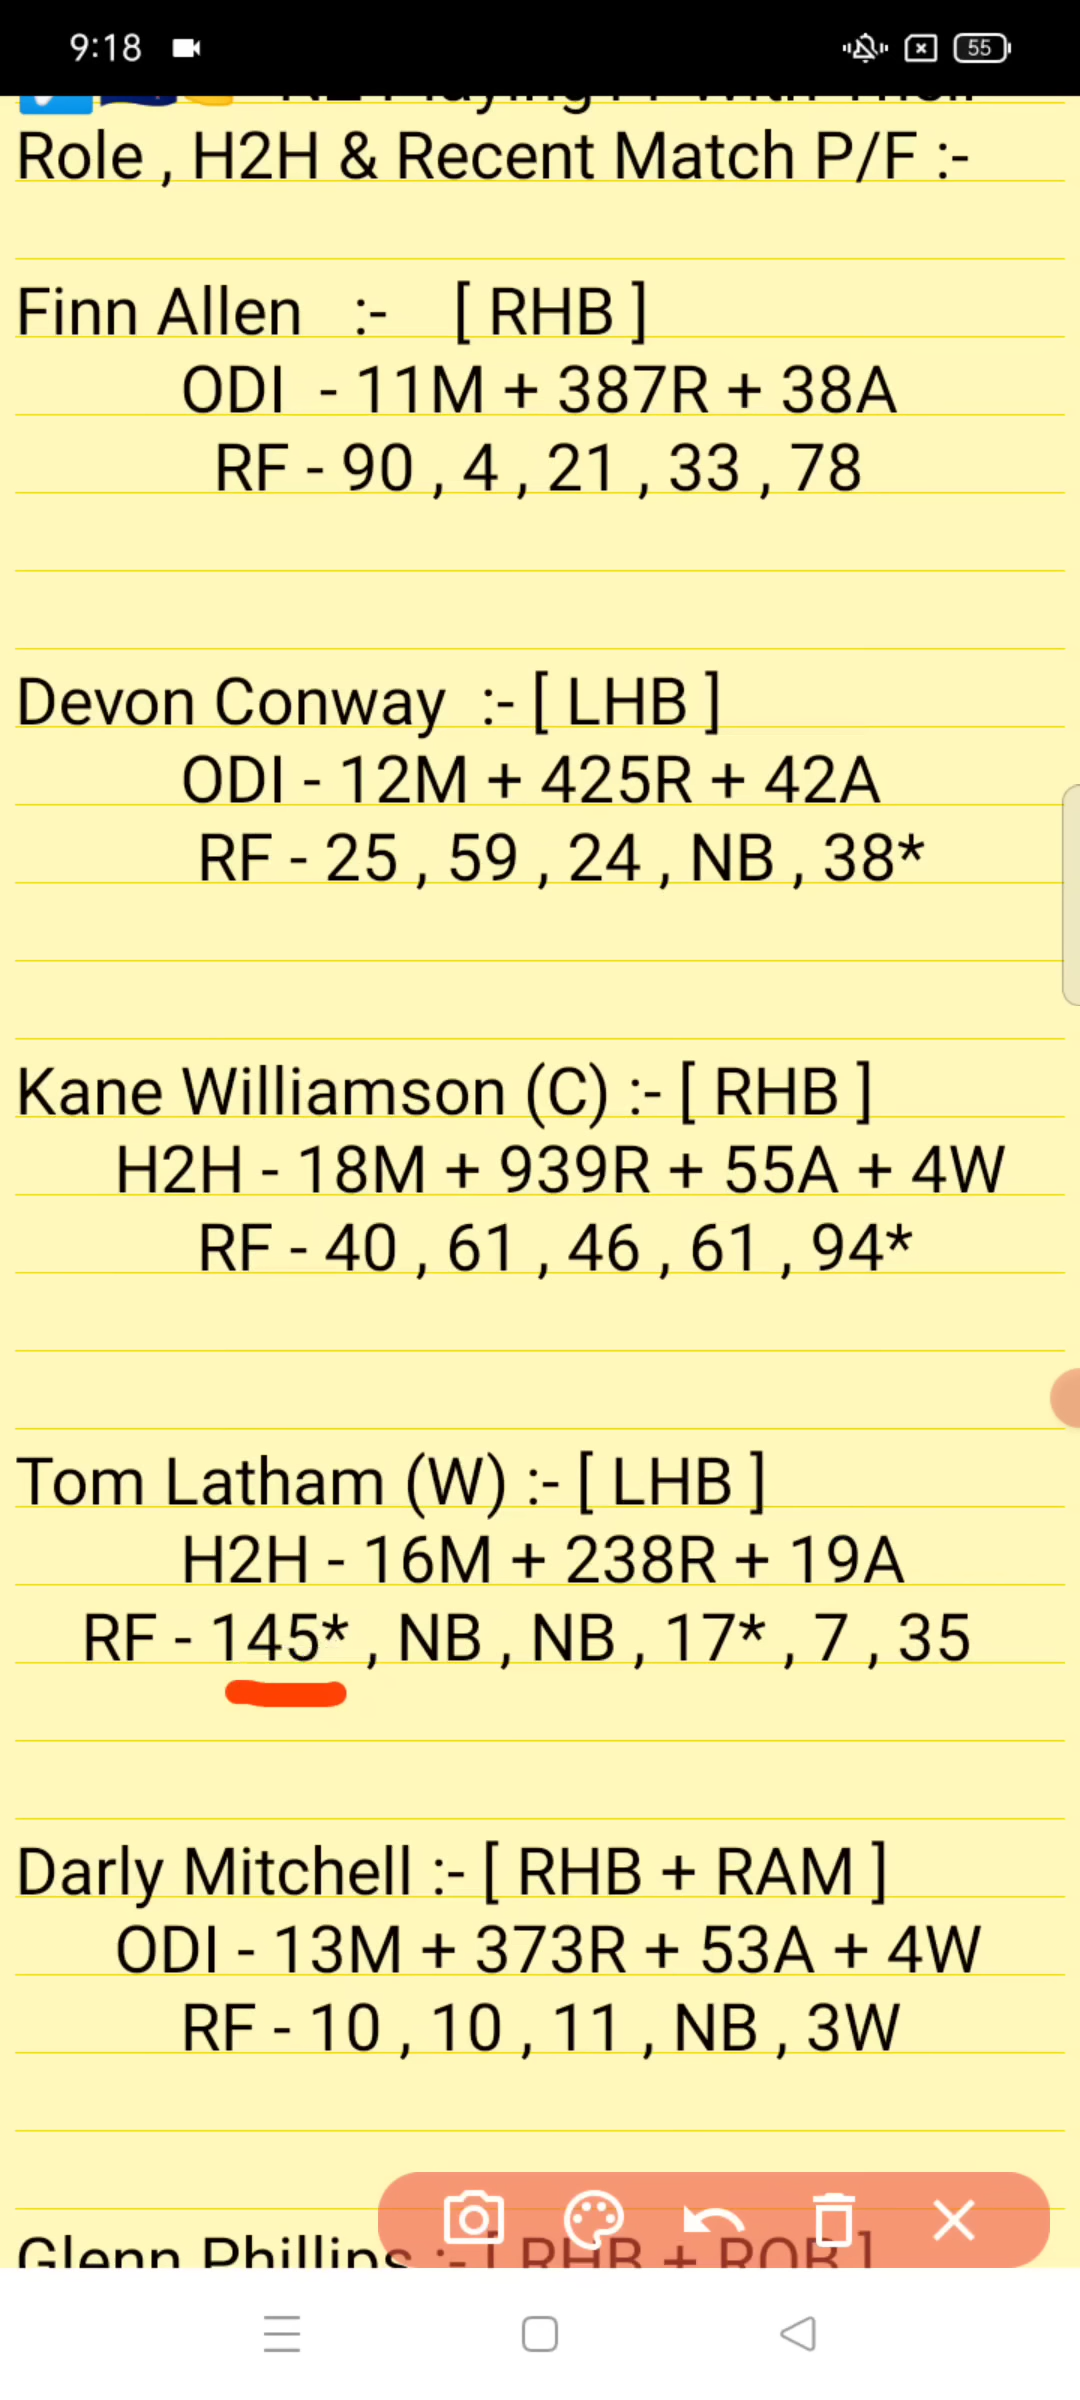 9:18
55
Role , H2H & Recent Match P/F :-
Finn Allen :- [ RHB ]
ODI - 11M + 387R + 38A
RF - 90 , 4 , 21 , 33 , 78
Devon Conway :- [ LHB ]
ODI - 12M + 425R + 42A
RF - 25 , 59 , 24 , NB , 38*
Kane Williamson (C) :- [ RHB ]
H2H - 18M + 939R + 55A + 4W
RF - 40 , 61 , 46 , 61 , 94*
Tom Latham (W) :- [ LHB ]
H2H - 16M + 238R + 19A
RF - 145* , NB , NB , 17* , 7 , 35
Darly Mitchell :- [ RHB + RAM ]
ODI - 13M + 373R + 53A + 4W
RF - 10 , 10 , 11 , NB , 3W
Glenn Phillips :- [ RHB + ROB ]